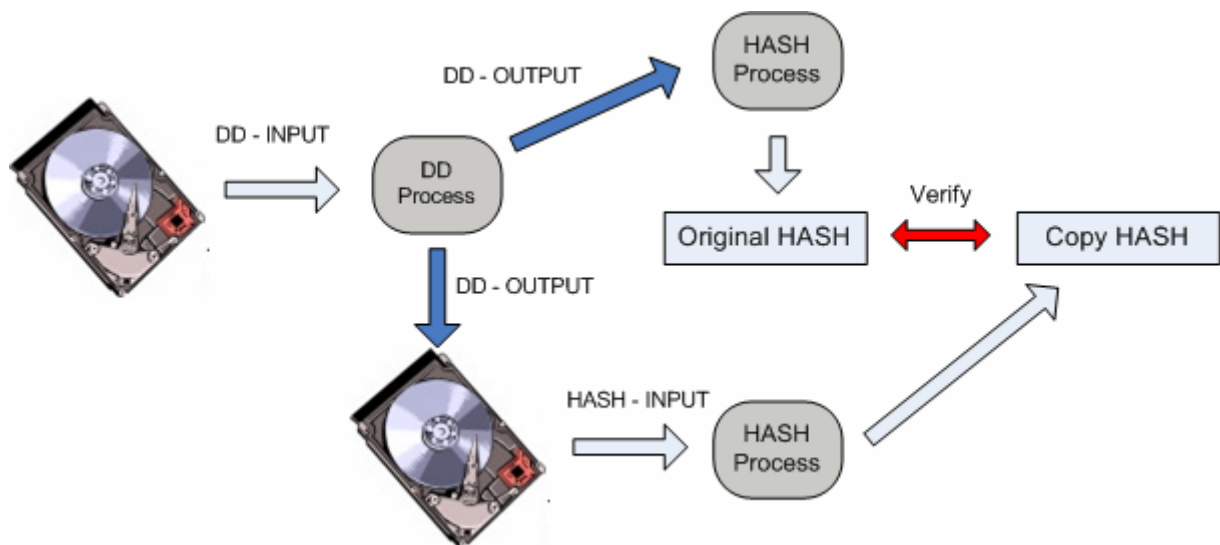 HASH
Process
DD - OUTPUT
DD - INPUT
DD
Process
Verify
Original HASH
Copy HASH
DD - OUTPUT
HASH - INPUT
HASH
Process